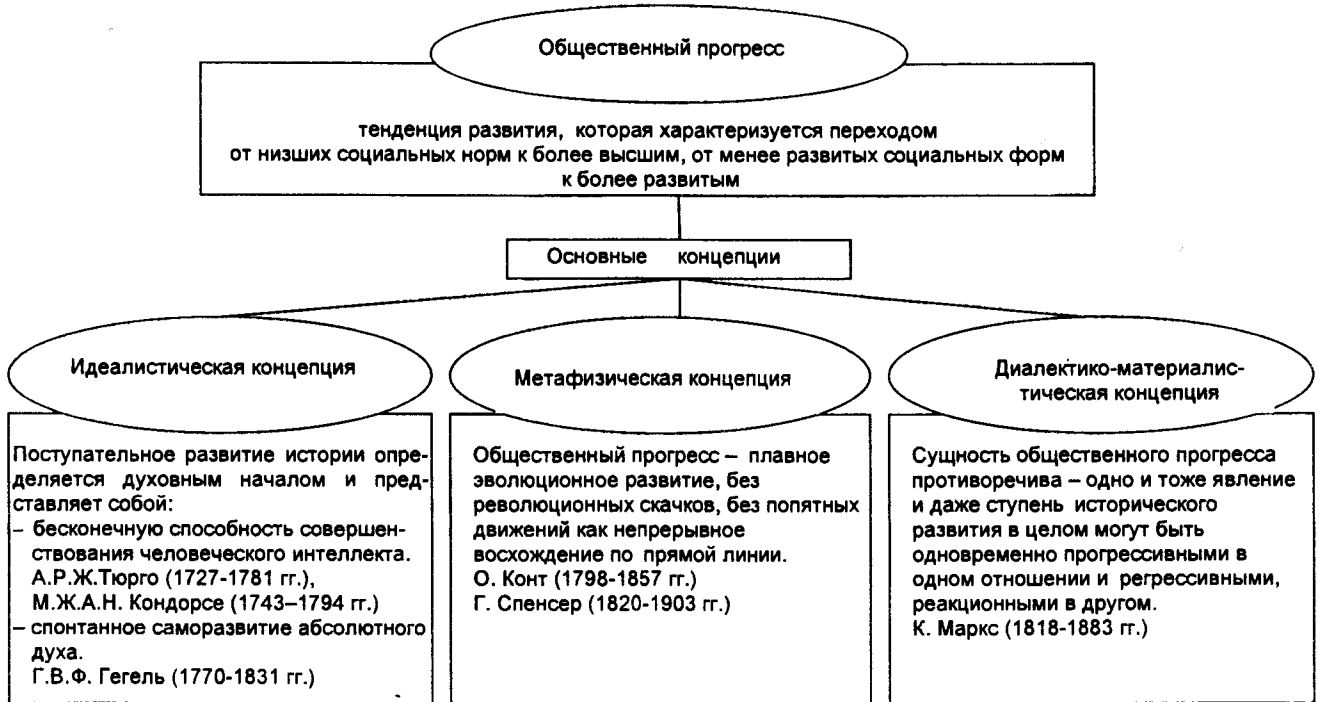 Общественный прогресс
тенденция развития, которая характеризуется переходом
от низших социальных норм к более высшим, от менее развитых социальных форм
к более развитым
Основные концепции
Идеалистическая концепция
Поступательное развитие истории опре-
деляется духовным началом и пред-
ставляет собой:
– бесконечную способность совершен-
ствования человеческого интеллекта.
А.Р.Ж.Тюрго (1727-1781 гг.),
М.Ж.А.Н. Кондорсе (1743–1794 гг.)
– спонтанное саморазвитие абсолютного
духа.
Г.В.Ф. Гегель (1770-1831 гг.)
Метафизическая концепция
Общественный прогресс – плавное
эволюционное развитие, без
революционных скачков, без попятных
движений как непрерывное
восхождение по прямой линии.
О. Конт (1798-1857 гг.)
Г. Спенсер (1820-1903 гг.)
Диалектико-материалис-
тическая концепция
Сущность общественного прогресса
противоречива – одно и тоже явление
и даже ступень исторического
развития в целом могут быть
одновременно прогрессивными в
одном отношении и регрессивными,
реакционными в другом.
К. Маркс (1818-1883 гг.)